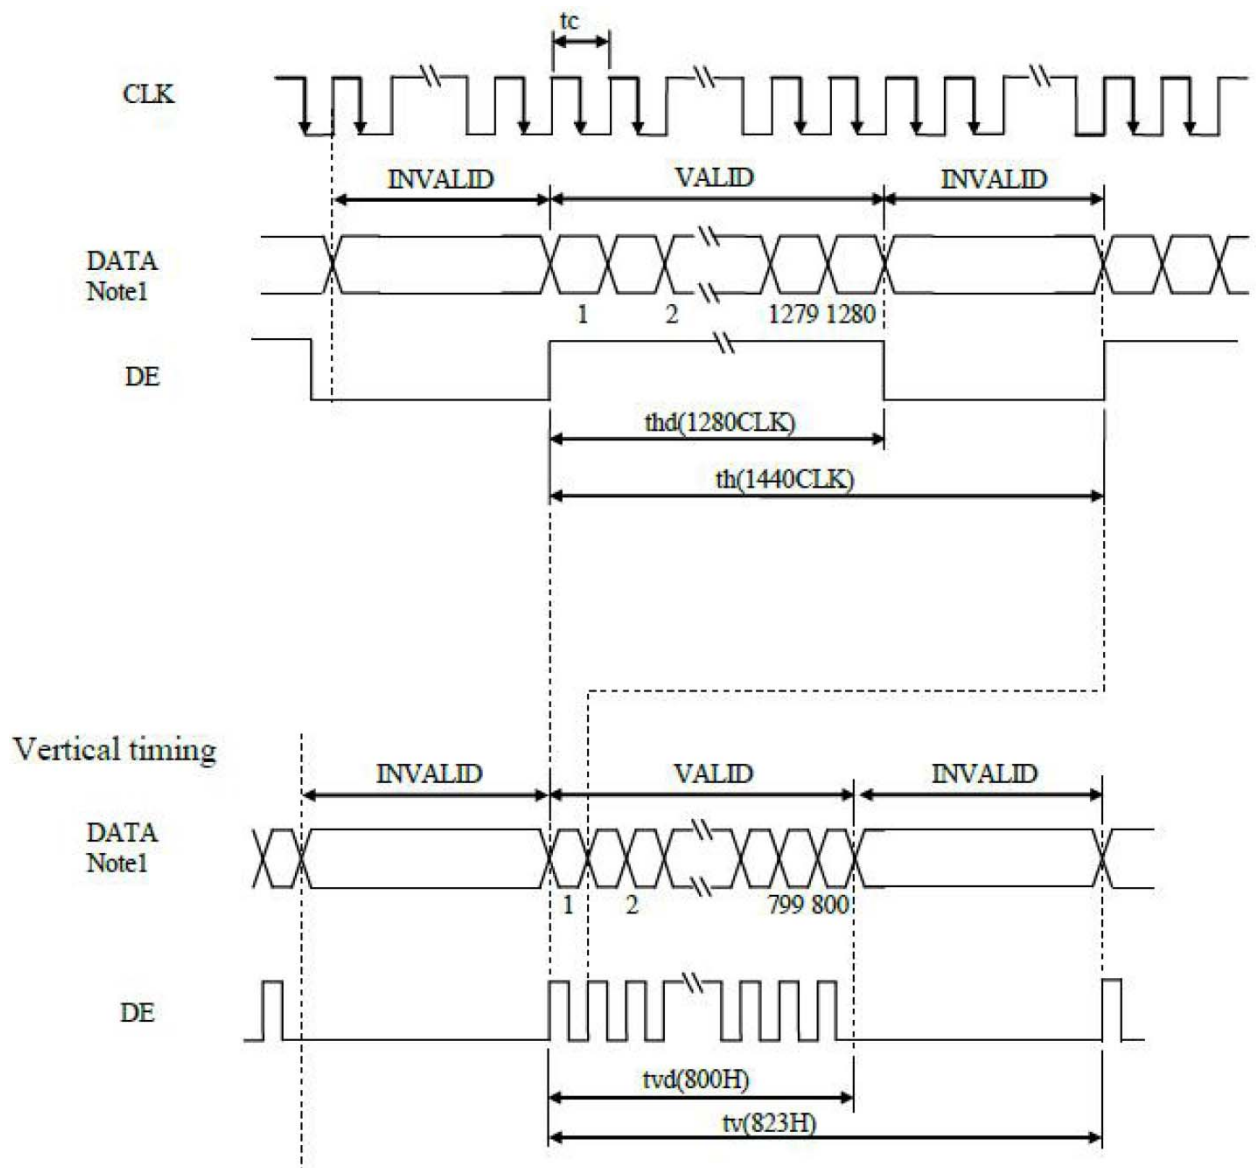 tc
CLK
INVALID VALID INVALID
DATA
Note1
1 2 1279 1280
DE
thd(1280CLK)
th(1440CLK)
Vertical timing
INVALID VALID INVALID
DATA
Note1
1 2 799 800
DE
tvd(800H)
tv(823H)